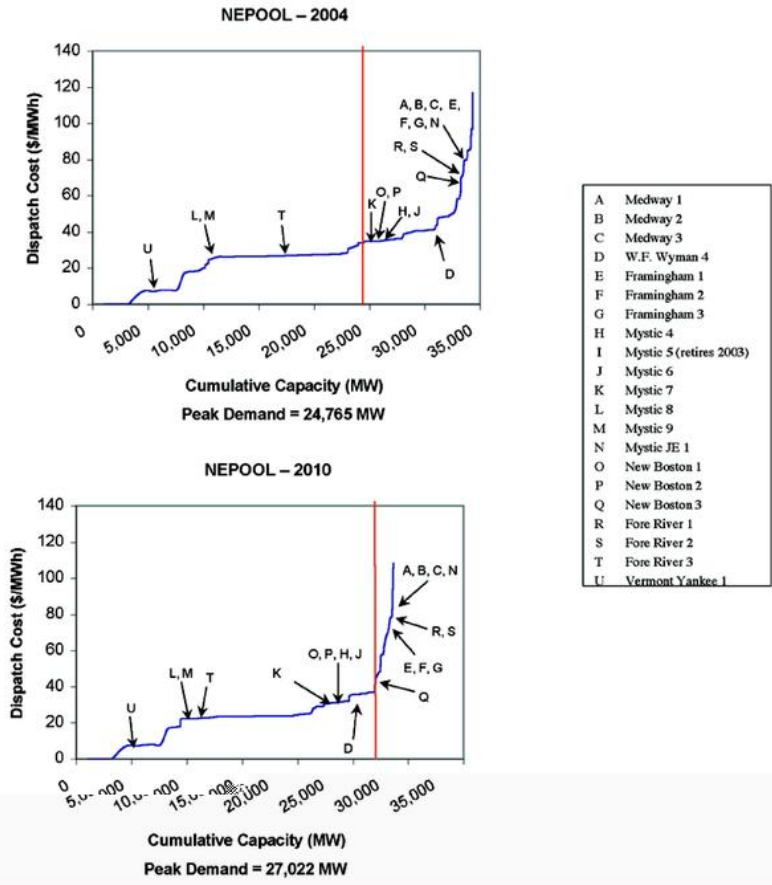 NEPOOL – 2004
140
120
100
80
60
40
20
0
Dispatch Cost ($/MWh)
A, B, C, E,
F, G, N
R, S
Q
O, P
K
H, J
L, M
T
U
D
0
5,000
10,000
15,000
20,000
25,000
30,000
35,000
Cumulative Capacity (MW)
Peak Demand = 24,765 MW
A Medway 1
B Medway 2
C Medway 3
D W.F. Wyman 4
E Framingham 1
F Framingham 2
G Framingham 3
H Mystic 4
I Mystic 5 (retires 2003)
J Mystic 6
K Mystic 7
L Mystic 8
M Mystic 9
N Mystic JE 1
O New Boston 1
P New Boston 2
Q New Boston 3
R Fore River 1
S Fore River 2
T Fore River 3
U Vermont Yankee 1
NEPOOL – 2010
140
120
100
80
60
40
20
0
Dispatch Cost ($/MWh)
A, B, C, N
R, S
O, P, H, J
E, F, G
K
L, M
T
Q
U
D
0
20,000
25,000
30,000
35,000
Cumulative Capacity (MW)
Peak Demand = 27,022 MW